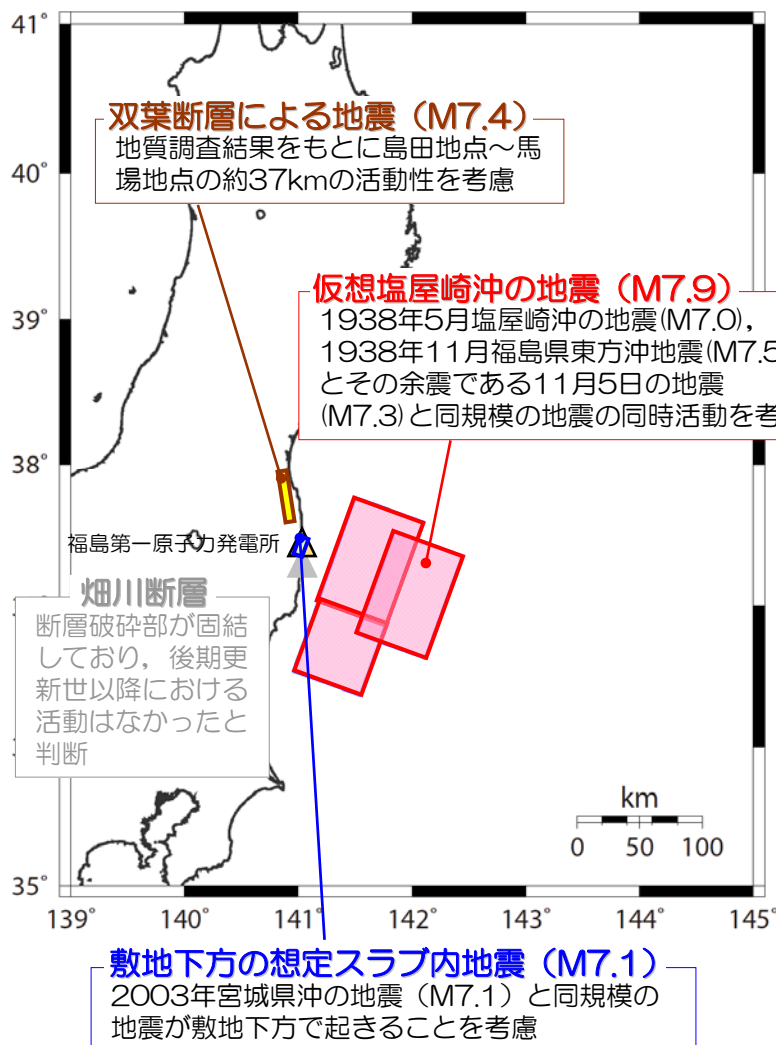 41°
双葉断層による地震（M7.4）
地質調査結果をもとに島田地点～馬
場地点の約37kmの活動性を考慮
40°
仮想塩屋崎沖の地震（M7.9）
39°
1938年5月塩屋崎沖の地震(M7.0)，
1938年11月福島県東方沖地震(M7.5
とその余震である11月5日の地震
(M7.3)と同規模の地震の同時活動を考
38°
福島第一原子力発電所
畑川断層
断層破砕部が固結
しており，後期更
新世以降における
活動はなかったと
判断
km
0 50 100
35°
139° 140° 141° 142° 143° 144° 145°
敷地下方の想定スラブ内地震（M7.1）
2003年宮城県沖の地震（M7.1）と同規模の
地震が敷地下方で起きることを考慮